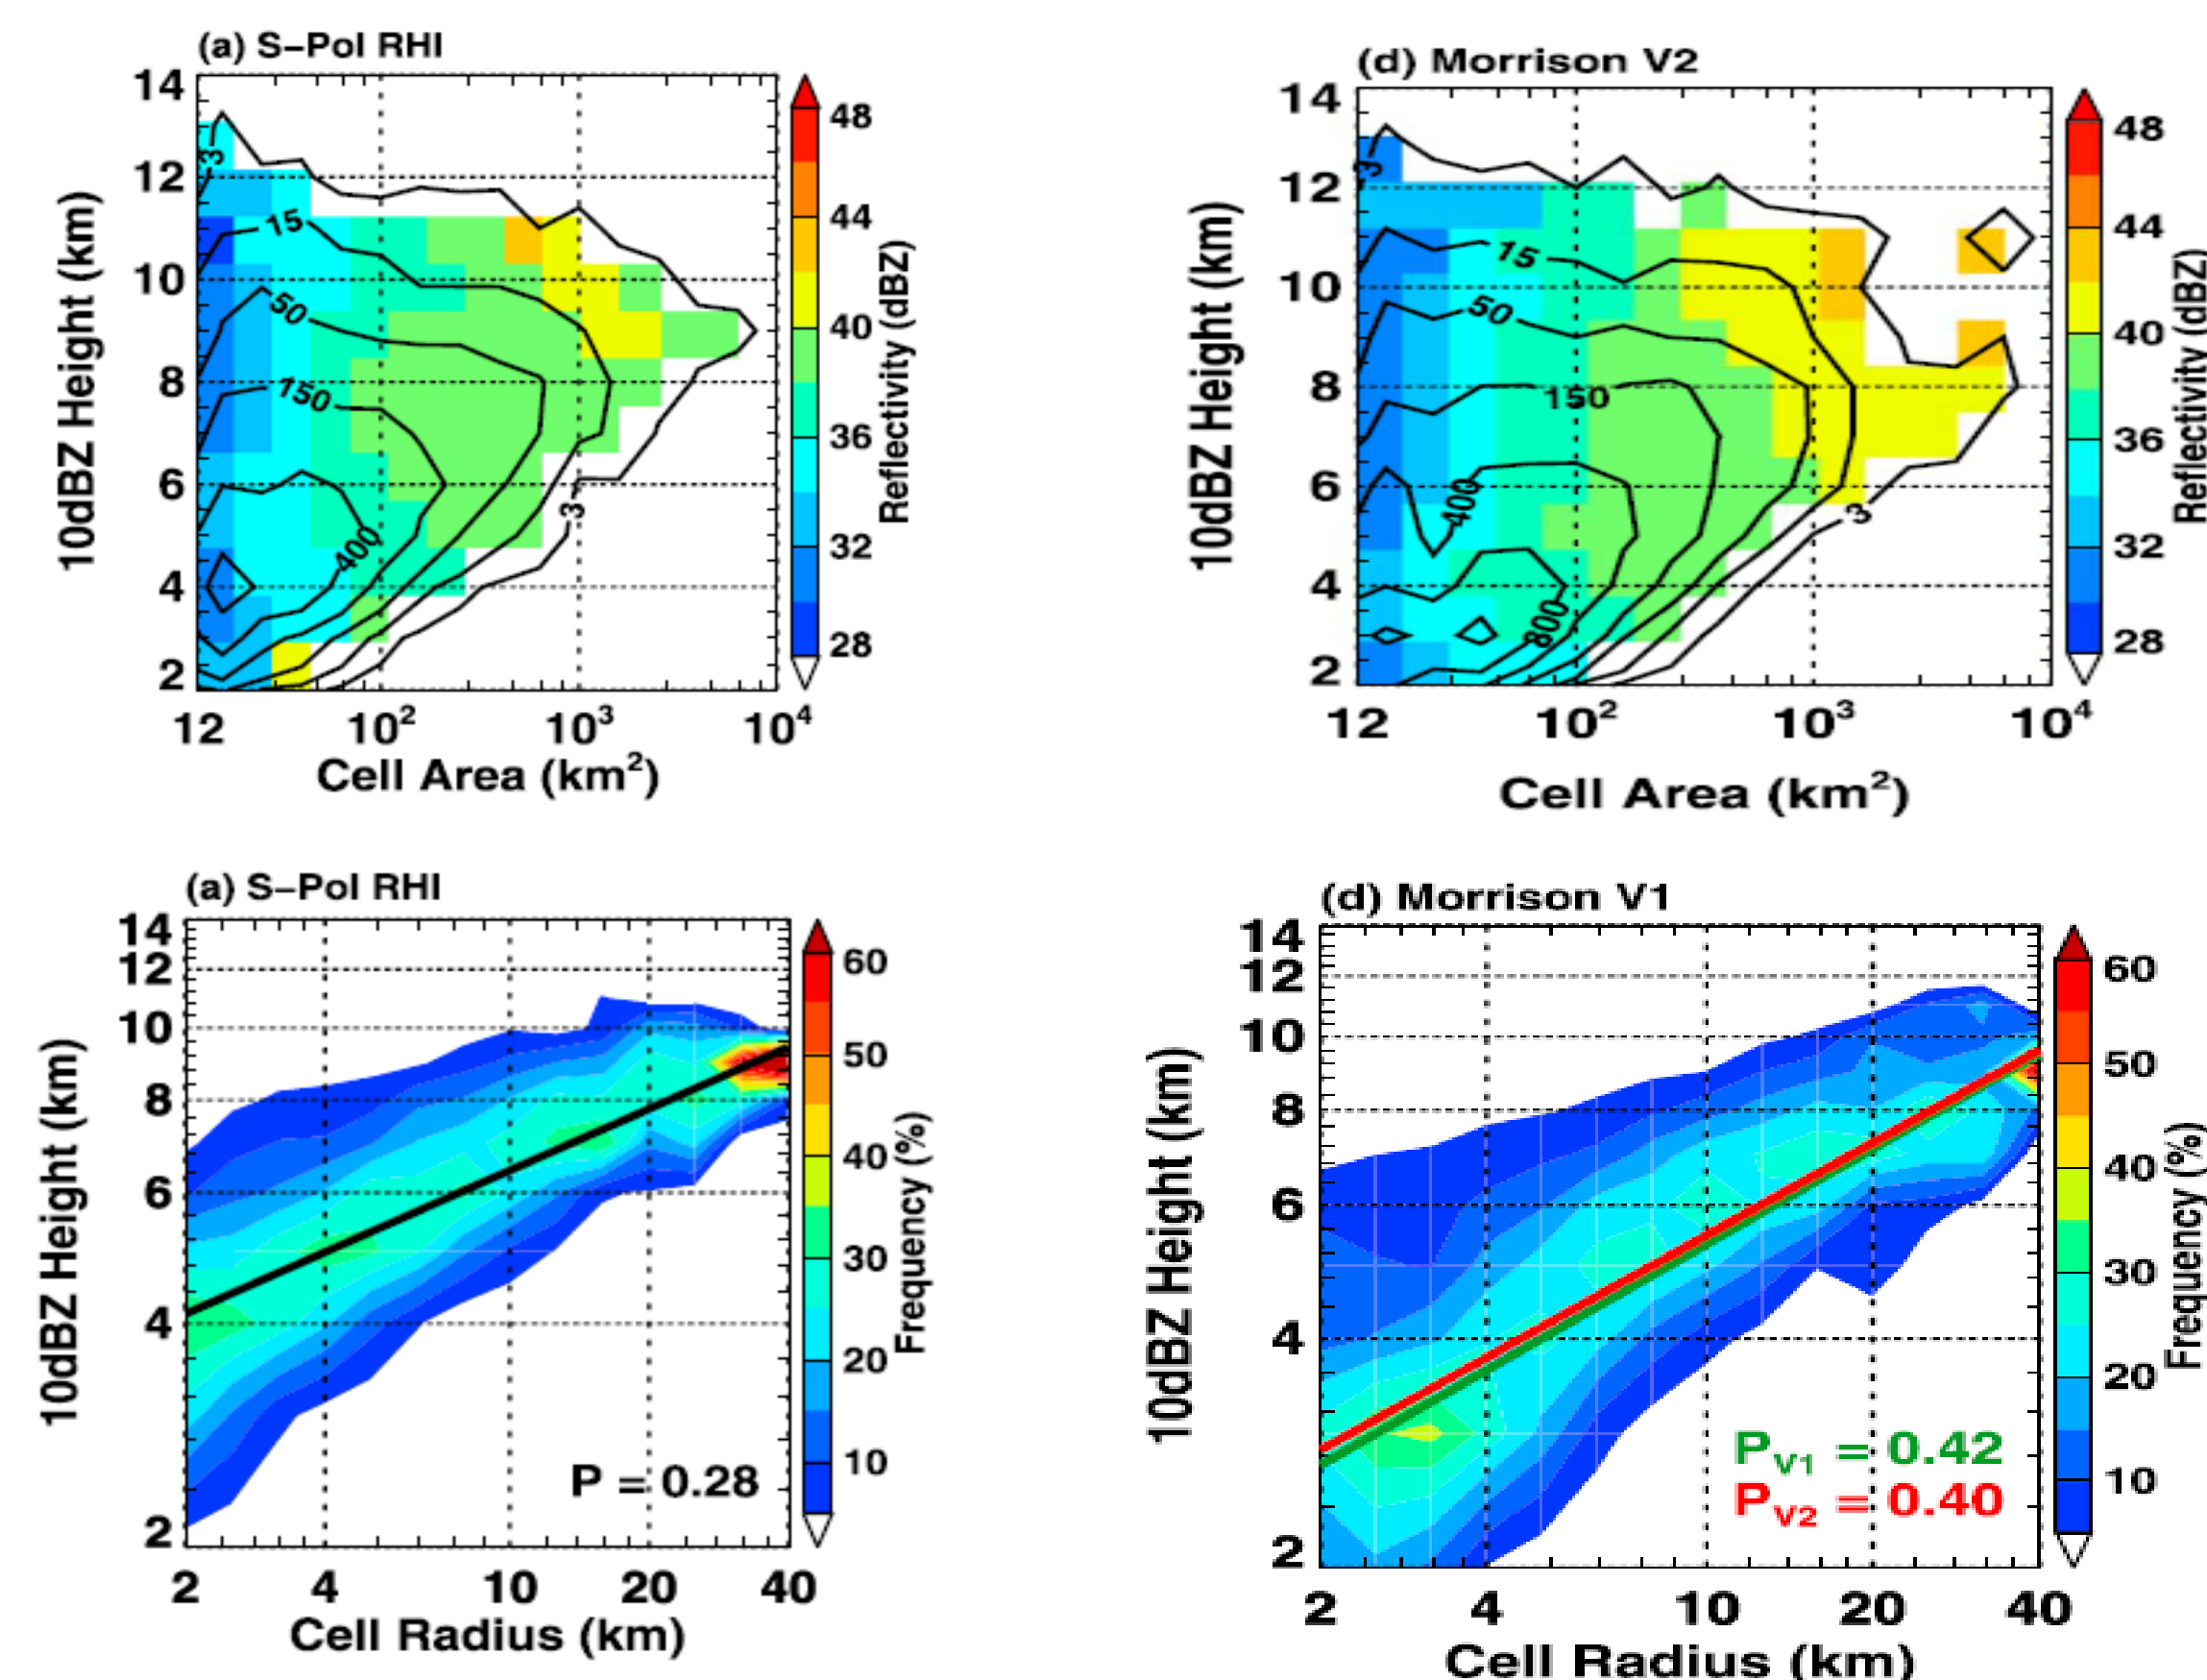 (a) S–Pol RHI
14
12
10
8
6
4
2
10dBZ Height (km)
3
15
50
150
400
3
12 10² 10³ 10⁴
Cell Area (km²)
48
44
40
36
32
28
Reflectivity (dBZ)
(d) Morrison V2
14
12
10
8
6
4
2
10dBZ Height (km)
3
15
50
150
400
800
3
12 10² 10³ 10⁴
Cell Area (km²)
48
44
40
36
32
28
Reflectivity (dBZ)
(a) S–Pol RHI
14
12
10
8
6
4
2
10dBZ Height (km)
P = 0.28
2 4 10 20 40
Cell Radius (km)
60
50
40
30
20
10
Frequency (%)
(d) Morrison V1
14
12
10
8
6
4
2
10dBZ Height (km)
P_V1 = 0.42
P_V2 = 0.40
2 4 10 20 40
Cell Radius (km)
60
50
40
30
20
10
Frequency (%)